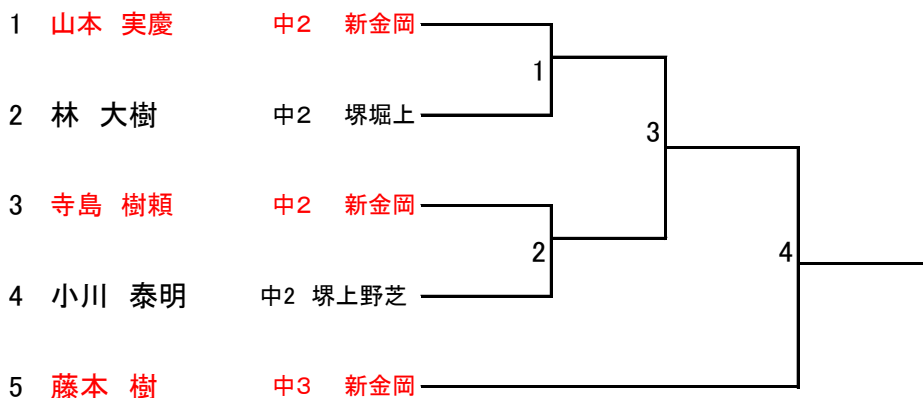 1 山本 実慶 中2 新金岡
1
2 林 大樹 中2 堺堀上
3
3 寺島 樹頼 中2 新金岡
2
4
4 小川 泰明 中2 堺上野芝
5 藤本 樹 中3 新金岡